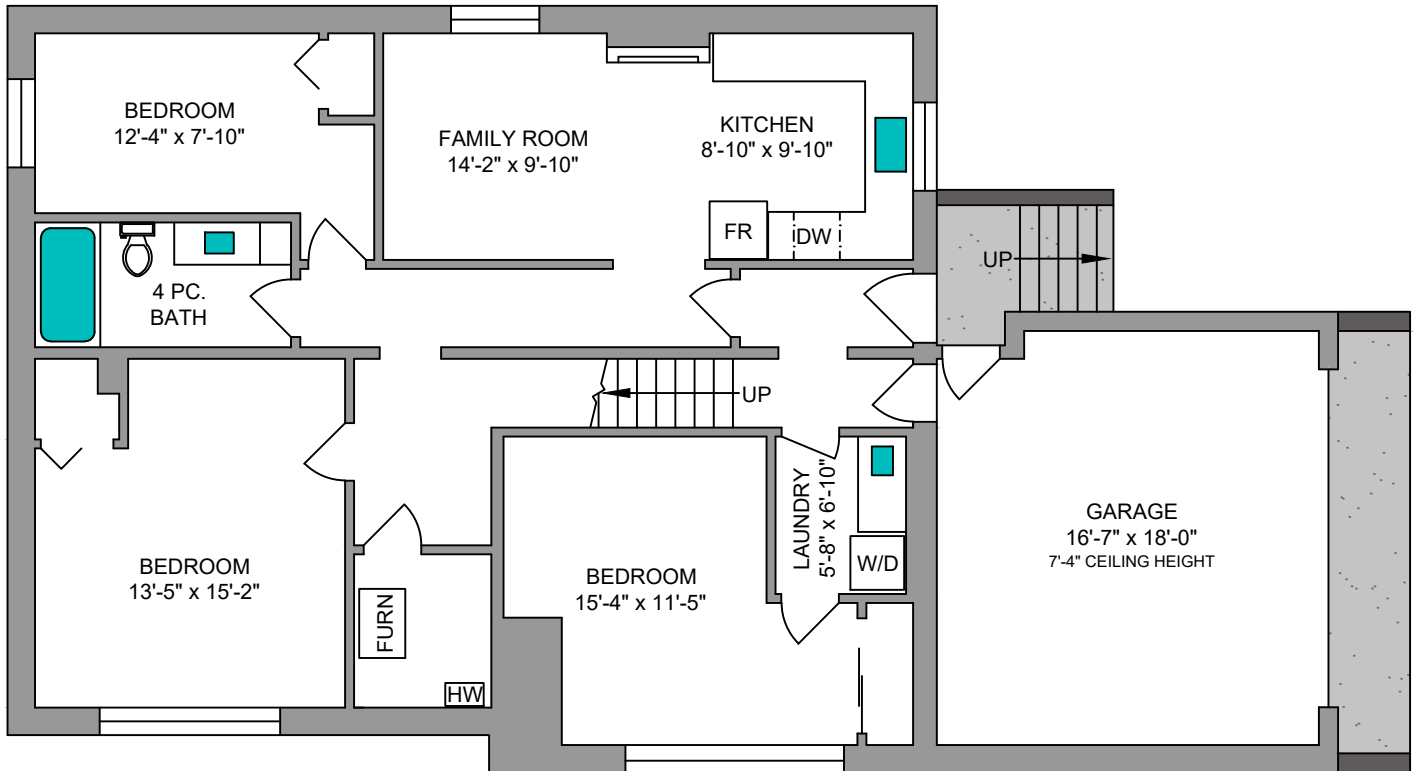 BEDROOM
12'-4" x 7'-10"
FAMILY ROOM
14'-2" x 9'-10"
KITCHEN
8'-10" x 9'-10"
FR
DW
UP
4 PC.
BATH
UP
BEDROOM
13'-5" x 15'-2"
FURN
HW
BEDROOM
15'-4" x 11'-5"
LAUNDRY
5'-8" x 6'-10"
W/D
GARAGE
16'-7" x 18'-0"
7'-4" CEILING HEIGHT